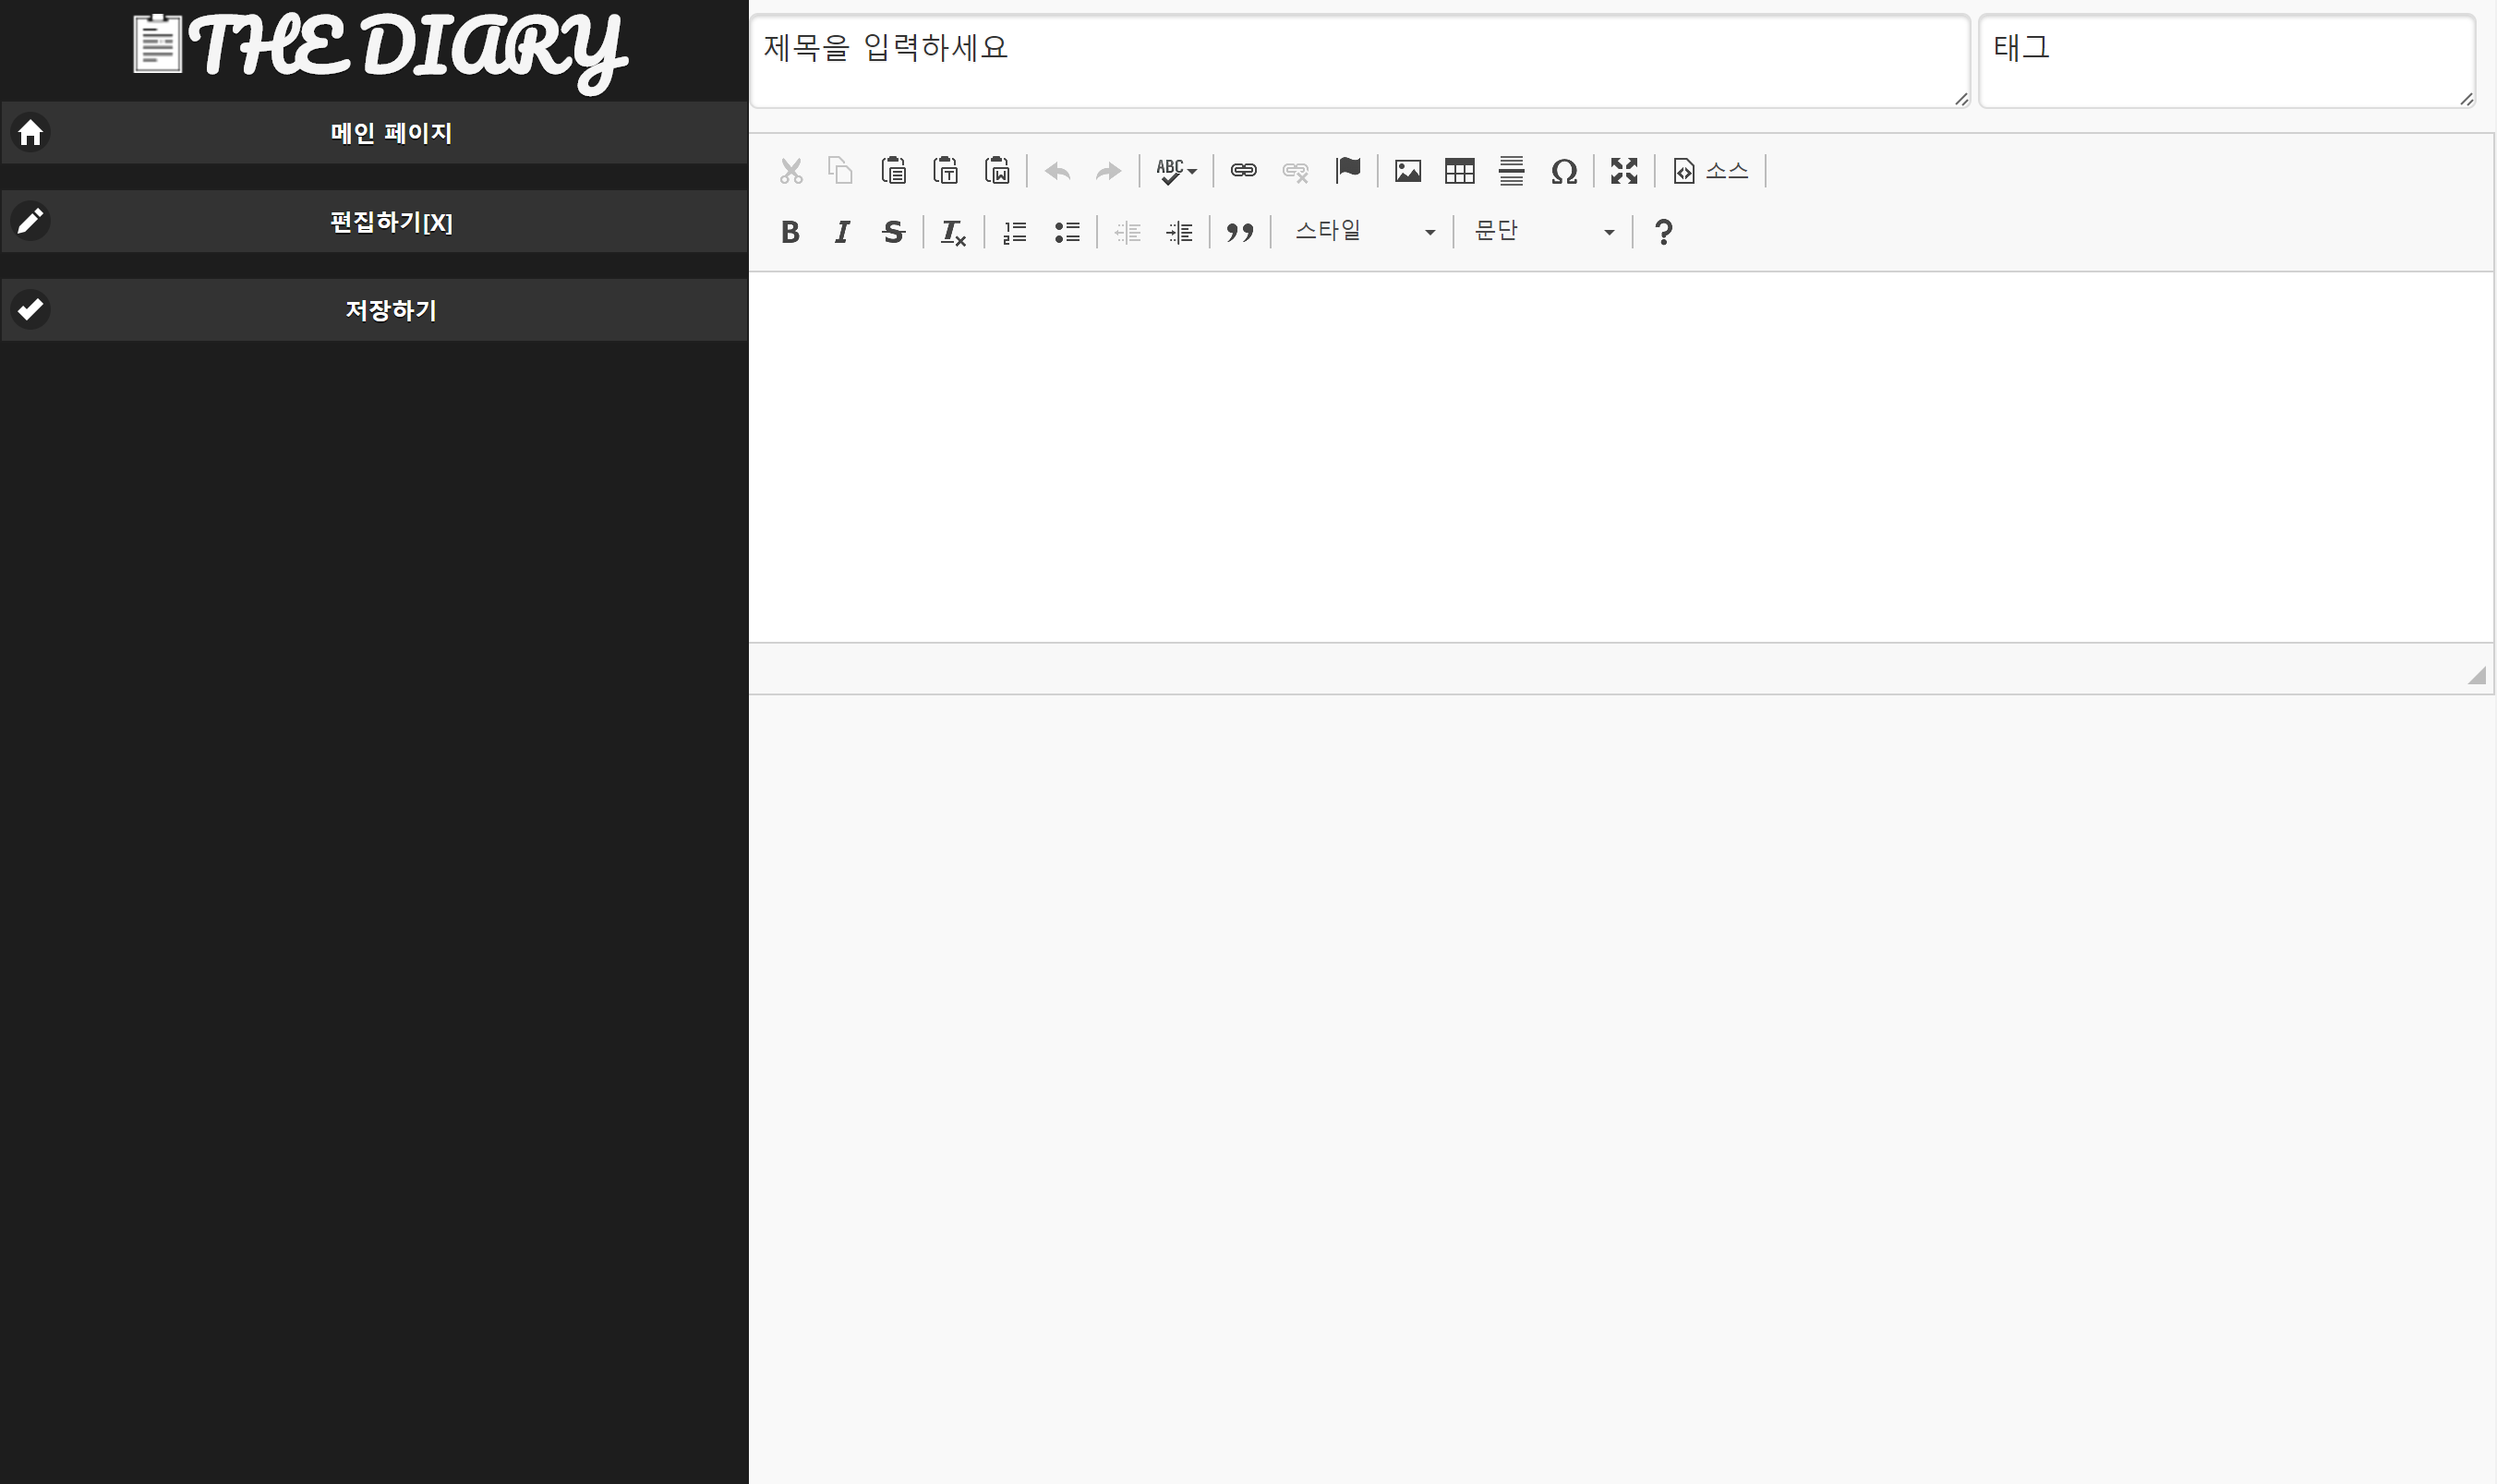 THE DIARY
메인 페이지
편집하기[X]
저장하기
제목을 입력하세요
태그
ABC
소스
B I S
스타일
문단
?